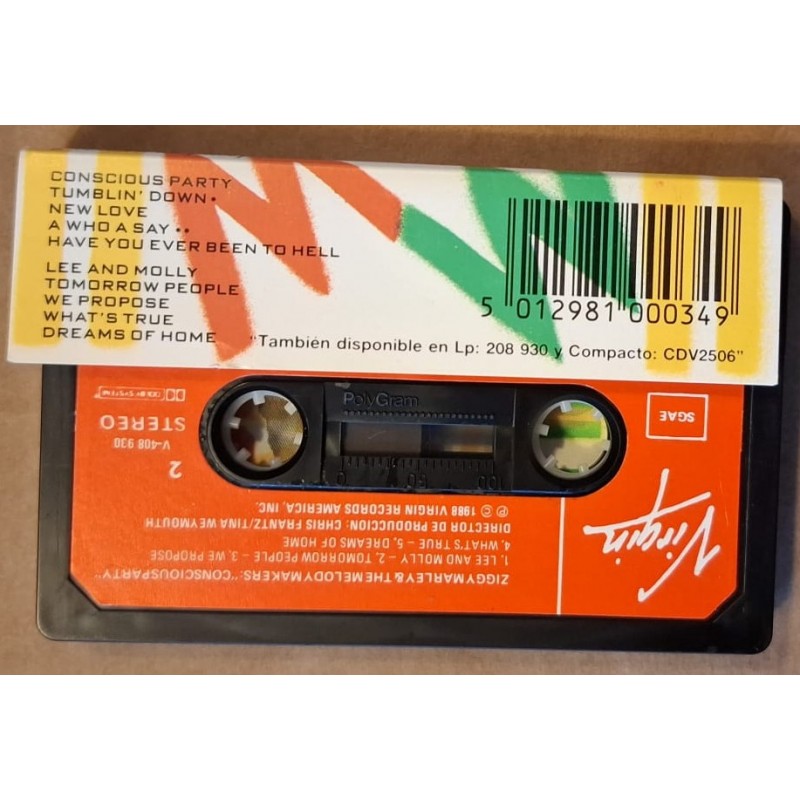 CONSCIOUS PARTY
TUMBLIN' DOWN •
NEW LOVE
A WHO A SAY ••
HAVE YOU EVER BEEN TO HELL
LEE AND MOLLY
TOMORROW PEOPLE
WE PROPOSE
WHAT'S TRUE
DREAMS OF HOME
5 012981 000349
"También disponible en Lp: 208 930 y Compacto: CDV2506"
PolyGram
100 50 0
SGAE
STEREO
V-408 930
2
Virgin
ZIGGY MARLEY & THE MELODY MAKERS: "CONSCIOUS PARTY"
1. LEE AND MOLLY – 2. TOMORROW PEOPLE – 3. WE PROPOSE
4. WHAT'S TRUE – 5. DREAMS OF HOME
DIRECTOR DE PRODUCCION: CHRIS FRANTZ/TINA WEYMOUTH
℗ © 1988 VIRGIN RECORDS AMERICA, INC.